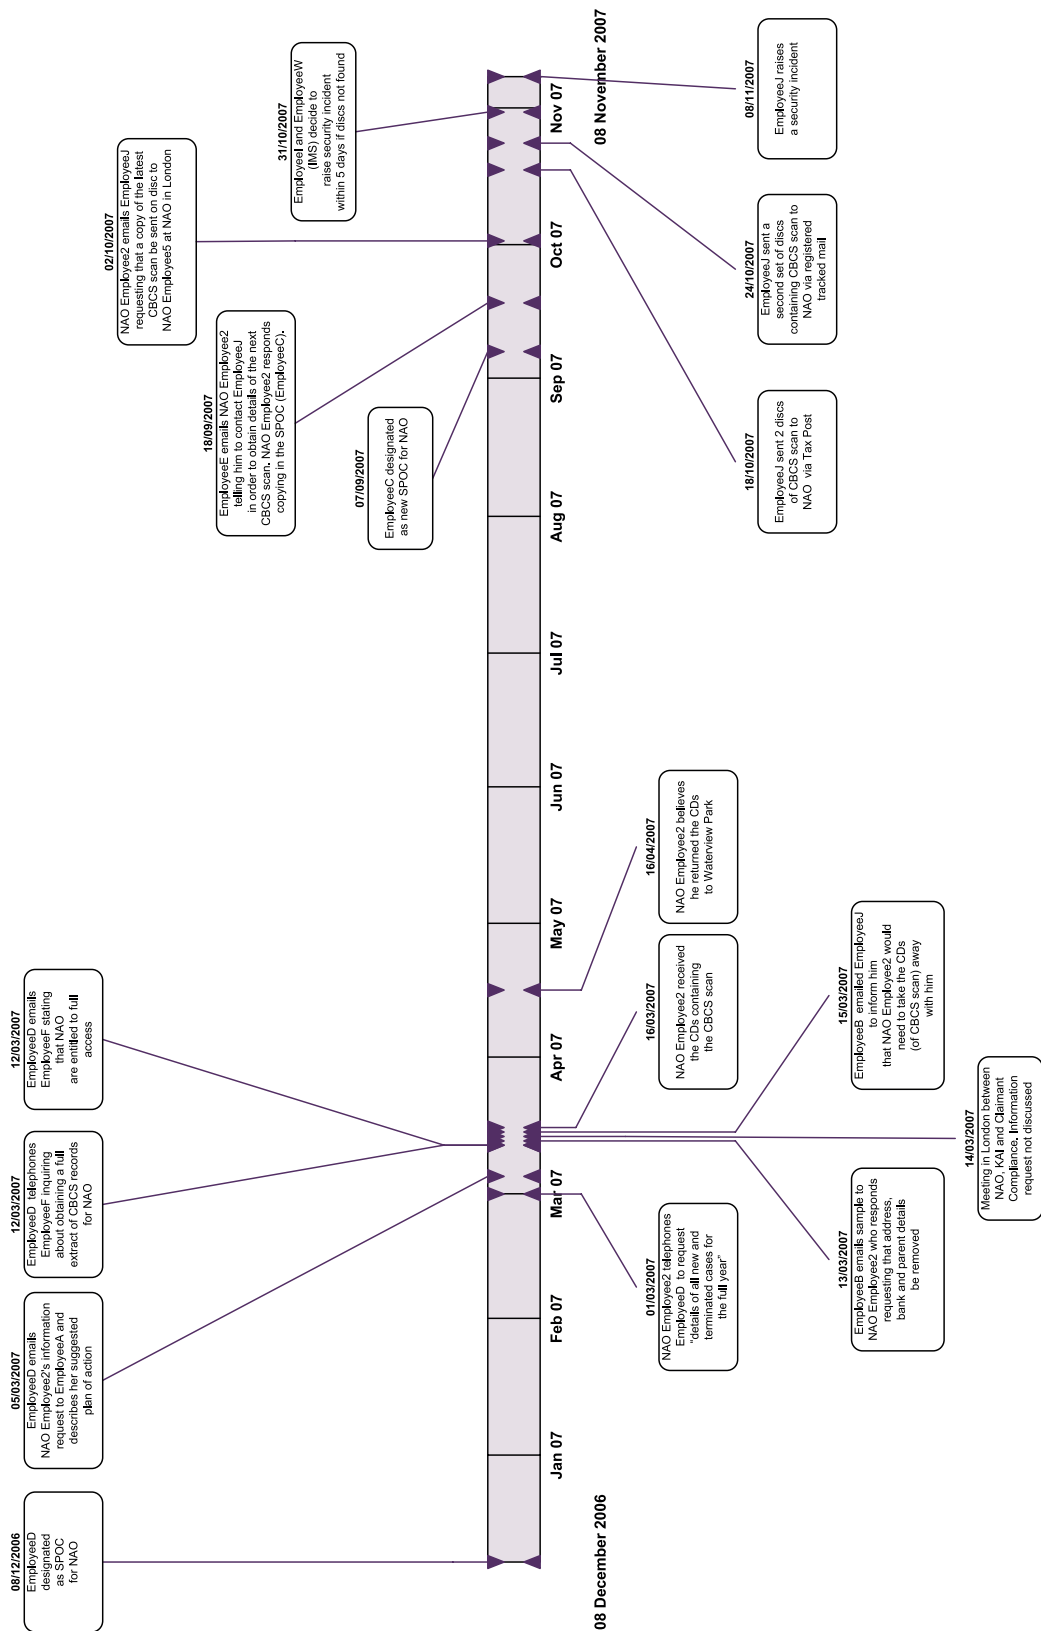 08/12/2006
EmployeeD
designated
as SPOC
for NAO
05/03/2007
EmployeeD emails
NAO Employee2's information
request to EmployeeA and
describes her suggested
plan of action
12/03/2007
EmployeeD telephones
EmployeeF inquiring
about obtaining a full
extract of CBCS records
for NAO
12/03/2007
EmployeeD emails
EmployeeF stating
that NAO
are entitled to full
access
07/09/2007
EmployeeC designated
as new SPOC for NAO
18/09/2007
EmployeeE emails NAO Employee2
telling him to contact EmployeeJ
in order to obtain details of the next
CBCS scan. NAO Employee2 responds
copying in the SPOC (EmployeeC).
02/10/2007
NAO Employee2 emails EmployeeJ
requesting that a copy of the latest
CBCS scan be sent on disc to
NAO Employee5 at NAO in London
31/10/2007
EmployeeI and EmployeeW
(IMS) decide to
raise security incident
within 5 days if discs not found
Jan 07
Feb 07
Mar 07
Apr 07
May 07
Jun 07
Jul 07
Aug 07
Sep 07
Oct 07
Nov 07
08 December 2006
08 November 2007
01/03/2007
NAO Employee2 telephones
EmployeeD to request
“details of all new and
terminated cases for
the full year”
16/03/2007
NAO Employee2 received
the CDs containing
the CBCS scan
16/04/2007
NAO Employee2 believes
he returned the CDs
to Waterview Park
18/10/2007
EmployeeJ sent 2 discs
of CBCS scan to
NAO via Tax Post
24/10/2007
EmployeeJ sent a
second set of discs
containing CBCS scan to
NAO via registered
tracked mail
08/11/2007
EmployeeJ raises
a security incident
13/03/2007
EmployeeB emails sample to
NAO Employee2 who responds
requesting that address,
bank and parent details
be removed
15/03/2007
EmployeeB emailed EmployeeJ
to inform him
that NAO Employee2 would
need to take the CDs
(of CBCS scan) away
with him
14/03/2007
Meeting in London between
NAO, KAI and Claimant
Compliance. Information
request not discussed